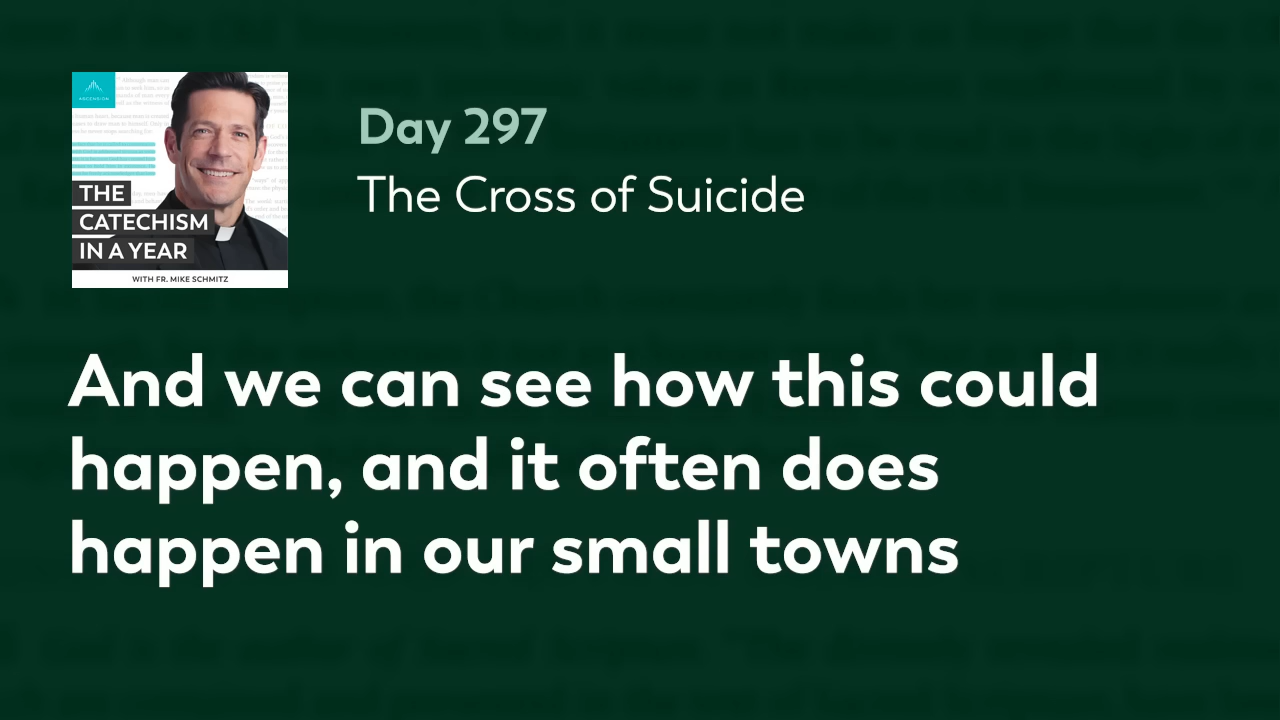 Day 297
The Cross of Suicide
ASCENSION
THE
CATECHISM
IN A YEAR
WITH FR. MIKE SCHMITZ
And we can see how this could
happen, and it often does
happen in our small towns